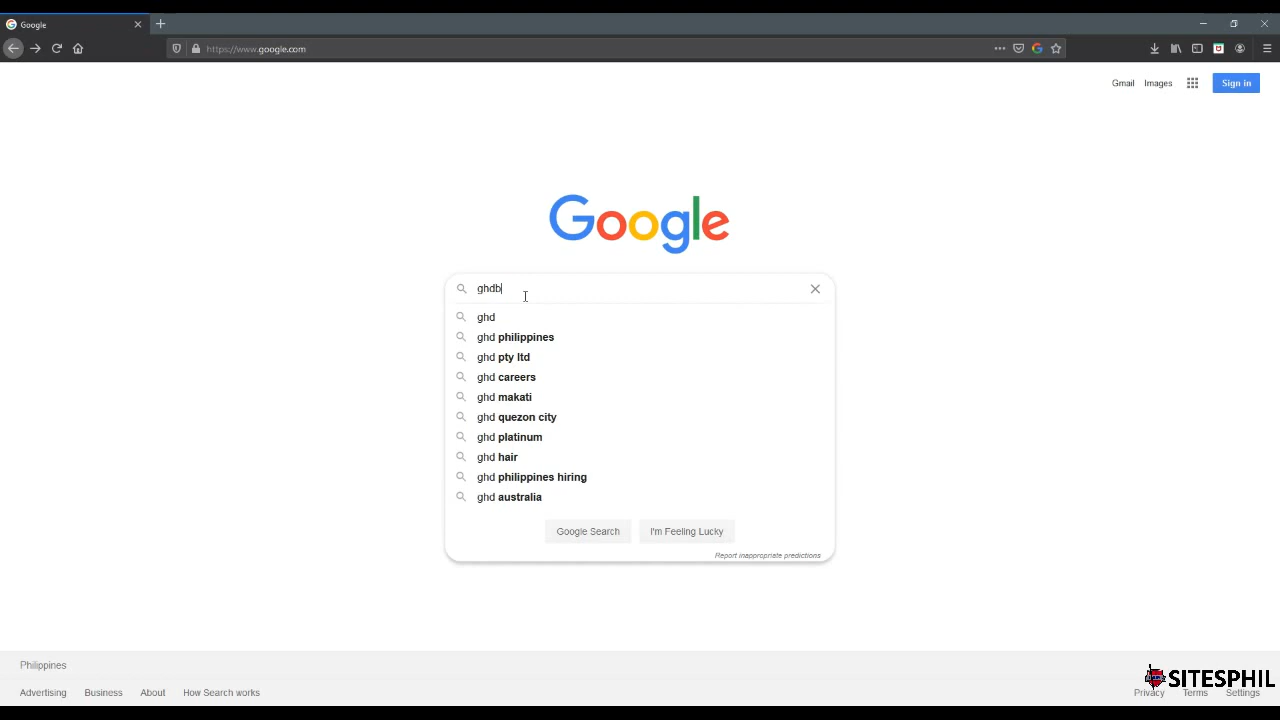 Google
https://www.google.com
Gmail Images Sign in
Google
ghdb
ghd
ghd philippines
ghd pty ltd
ghd careers
ghd makati
ghd quezon city
ghd platinum
ghd hair
ghd philippines hiring
ghd australia
Google Search I'm Feeling Lucky
Report inappropriate predictions
Philippines
SITESPHIL
Advertising Business About How Search works Privacy Terms Settings